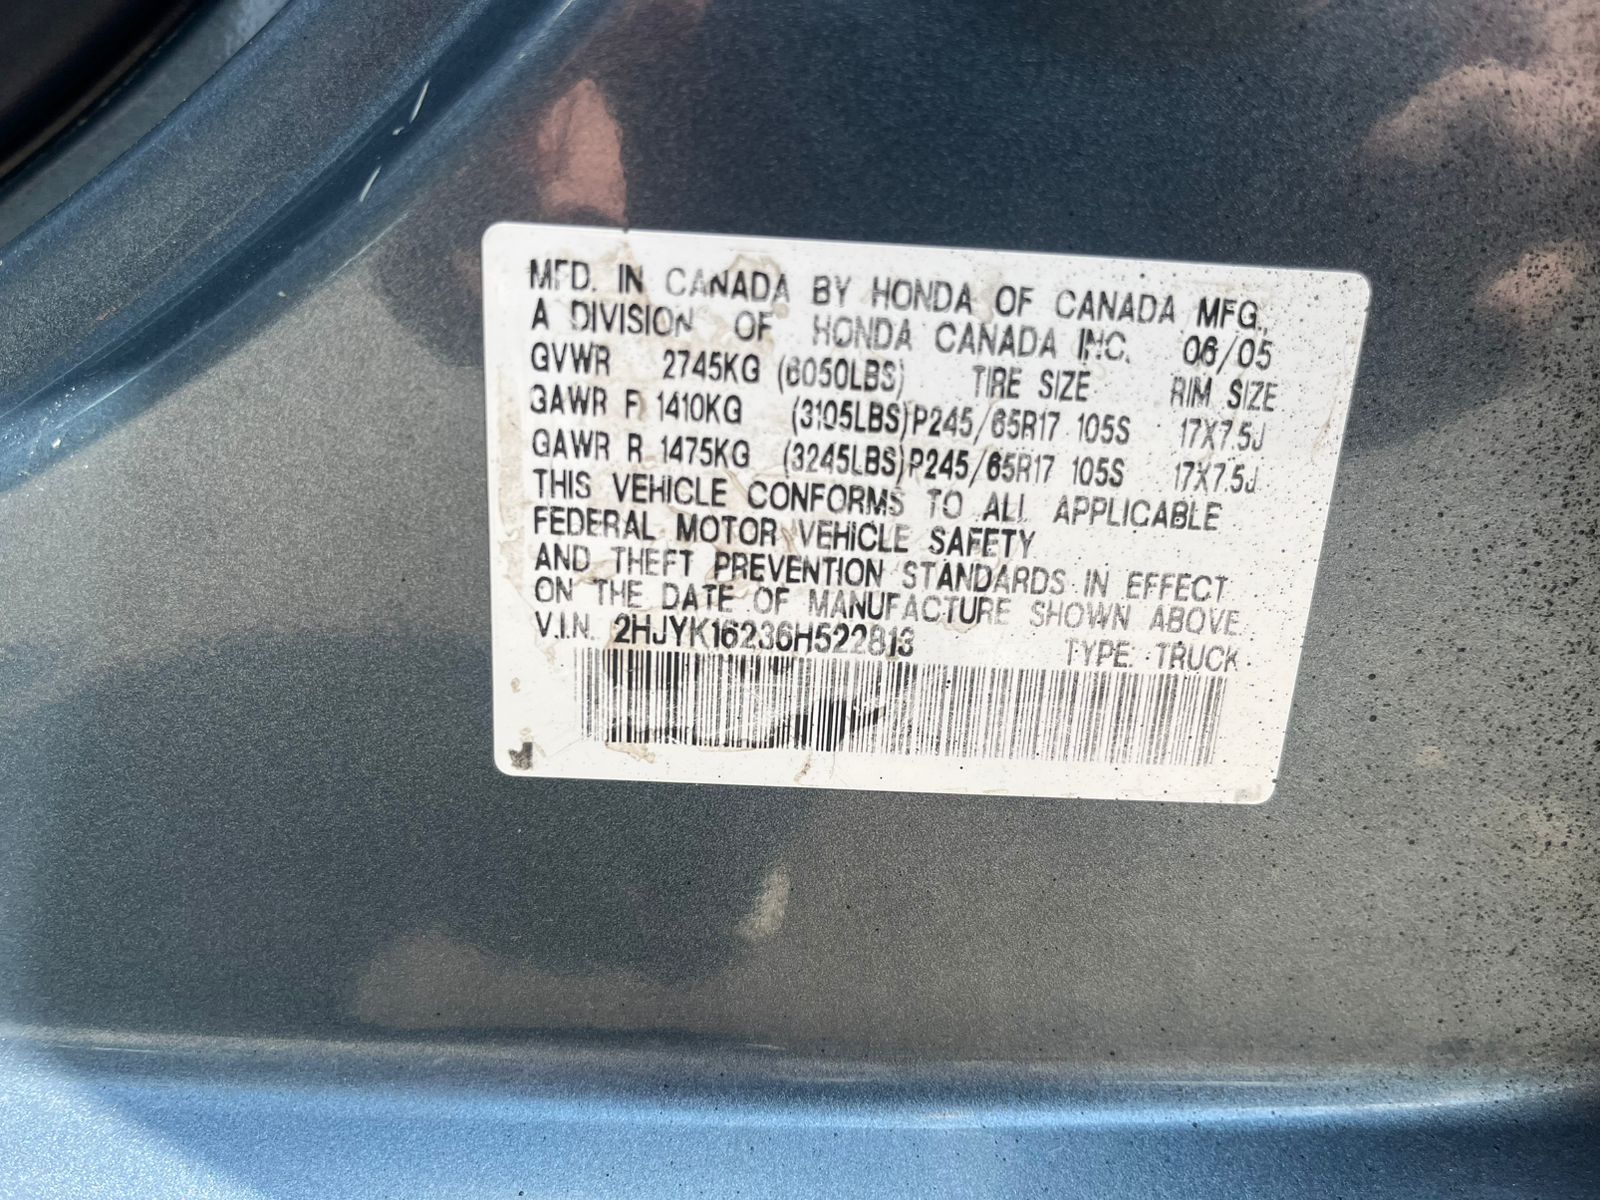 MFD. IN CANADA BY HONDA OF CANADA MFG.,
A DIVISION OF HONDA CANADA INC. 06/05
GVWR 2745KG (6050LBS) TIRE SIZE RIM SIZE
GAWR F 1410KG (3105LBS) P245/65R17 105S 17X7.5J
GAWR R 1475KG (3245LBS) P245/65R17 105S 17X7.5J
THIS VEHICLE CONFORMS TO ALL APPLICABLE
FEDERAL MOTOR VEHICLE SAFETY
AND THEFT PREVENTION STANDARDS IN EFFECT
ON THE DATE OF MANUFACTURE SHOWN ABOVE.
V.I.N. 2HJYK16236H522813 TYPE: TRUCK